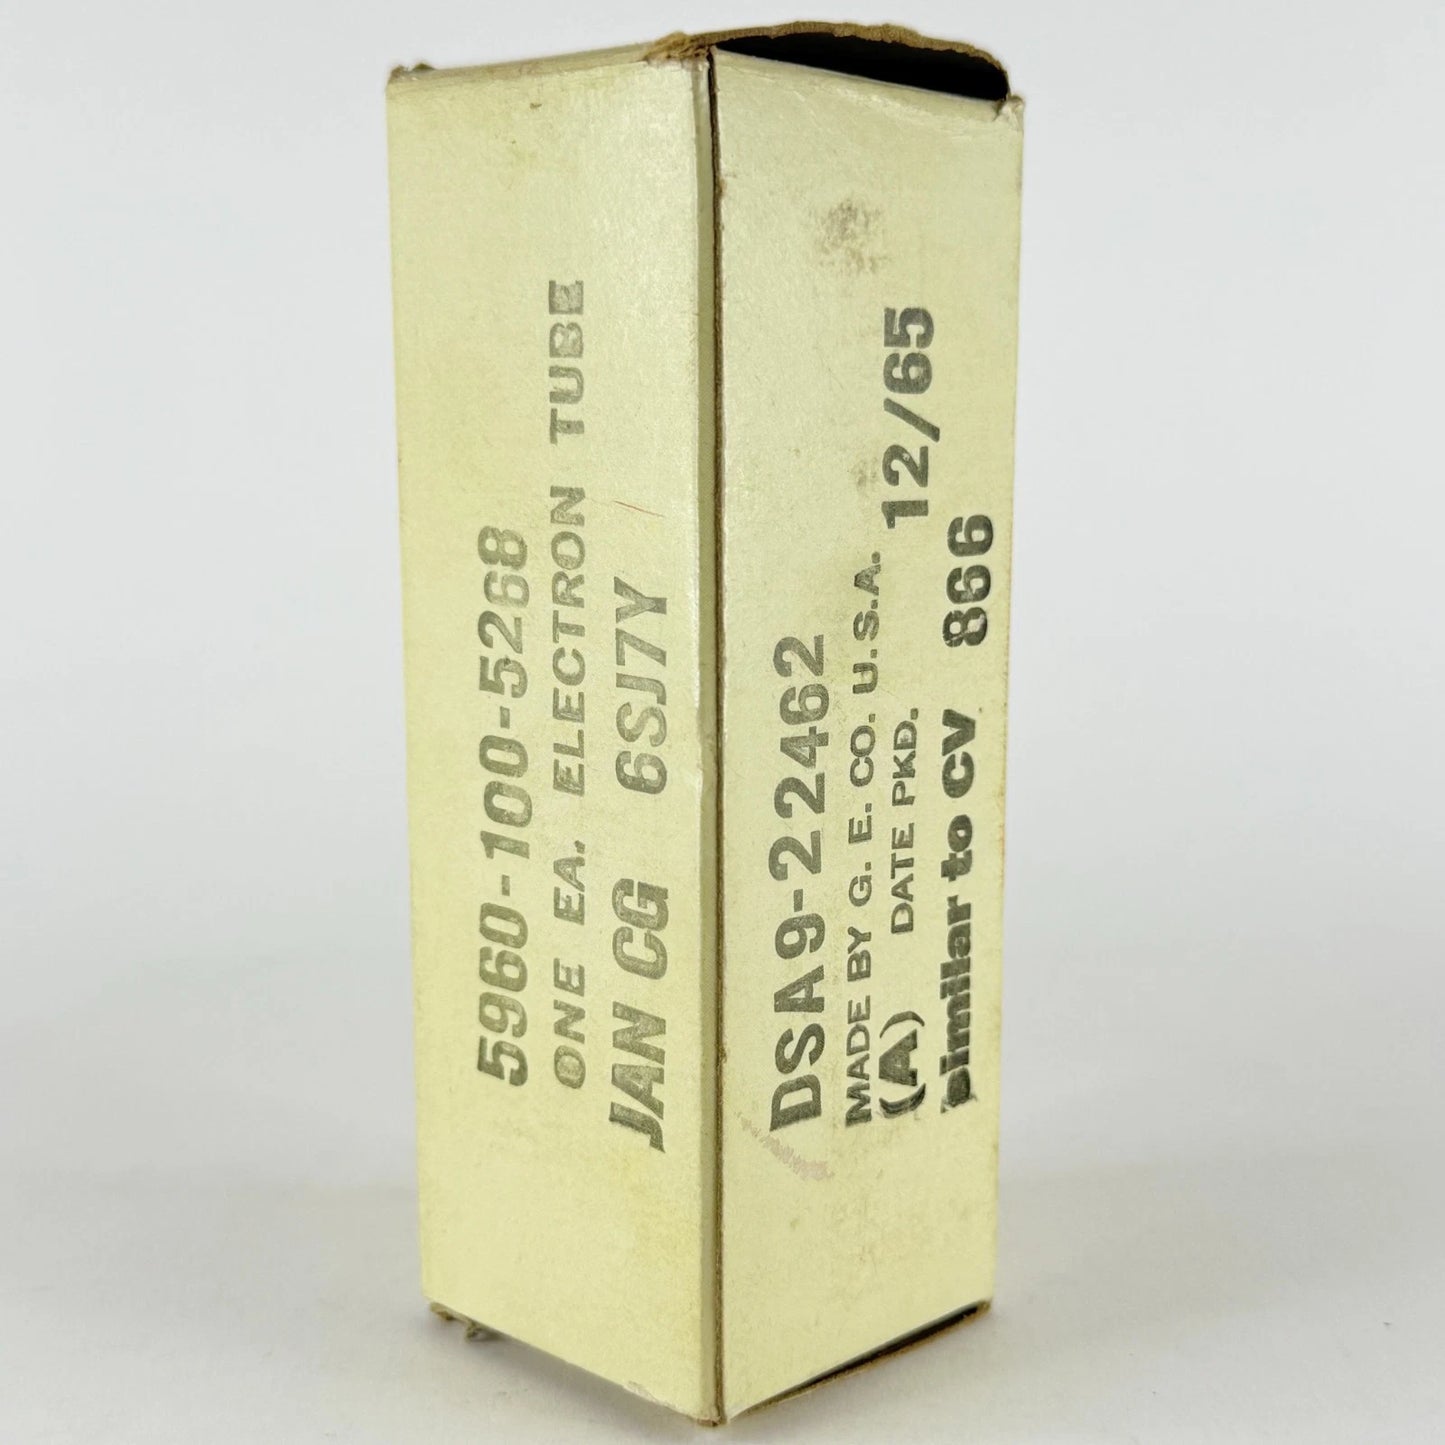 5960-100-5268
ONE EA. ELECTRON TUBE
JAN CG 6SJ7Y
DSA9-22462
MADE BY G. E. CO. U.S.A.
(A) DATE PKD. 12/65
similar to CV 866